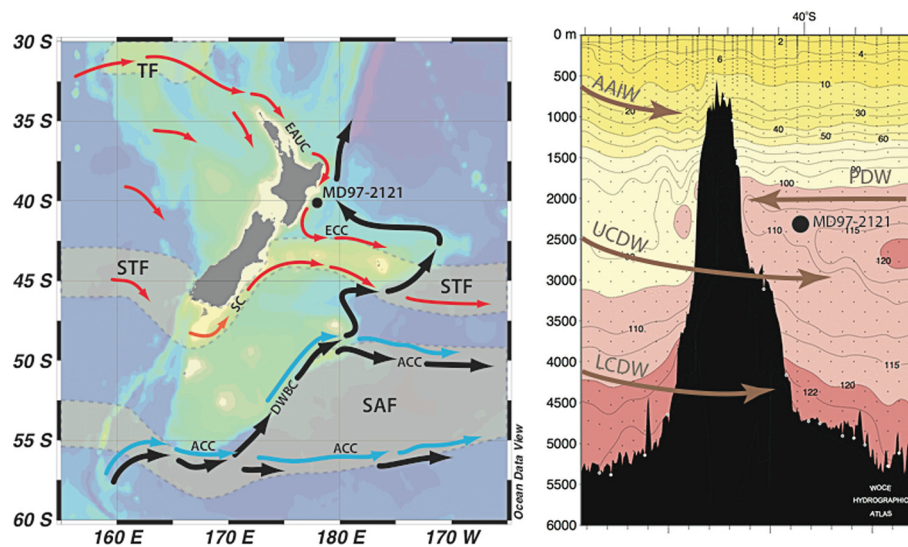 30 S
35 S
40 S
45 S
50 S
55 S
60 S
160 E
170 E
180 E
170 W
TF
EAUC
MD97-2121
ECC
STF
STF
SC
ACC
DWBC
SAF
ACC
ACC
Ocean Data View
40°S
0 m
500
1000
1500
2000
2500
3000
3500
4000
4500
5000
5500
6000
2
4
6
10
AAIW
20
30
40
50
60
100
PDW
MD97-2121
110
115
120
UCDW
110
115
LCDW
122
120
WOCE
HYDROGRAPHIC
ATLAS